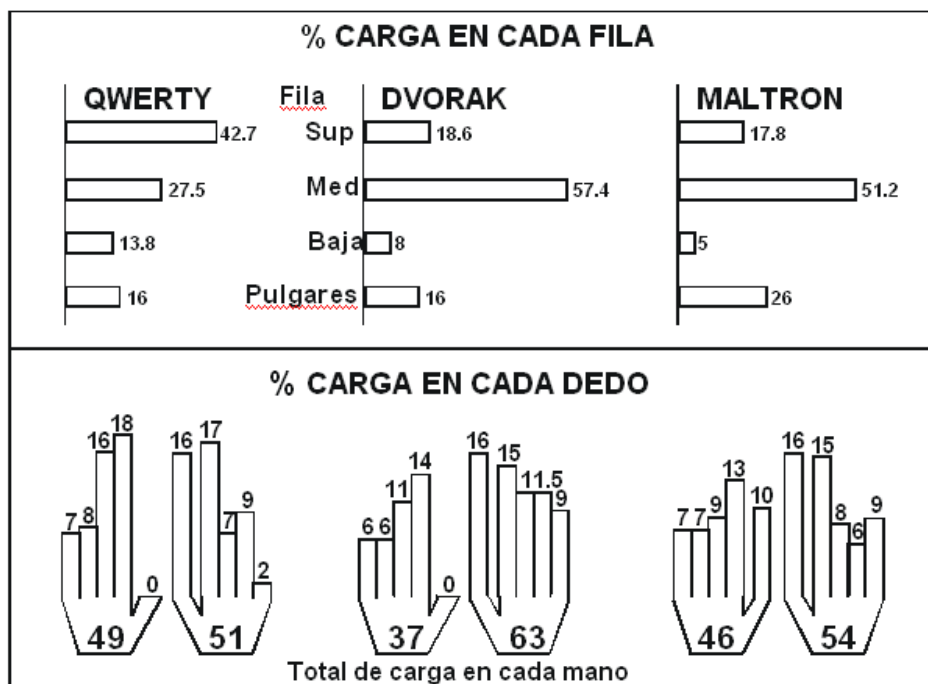 % CARGA EN CADA FILA
QWERTY Fila DVORAK MALTRON
42.7 Sup 18.6 17.8
27.5 Med 57.4 51.2
13.8 Baja 8 5
16 Pulgares 16 26
% CARGA EN CADA DEDO
7 8 16 18 0 16 17 7 9 2 6 6 11 14 0 16 15 11.5 9 7 7 9 13 10 16 15 8 6 9
49 51 37 63 46 54
Total de carga en cada mano